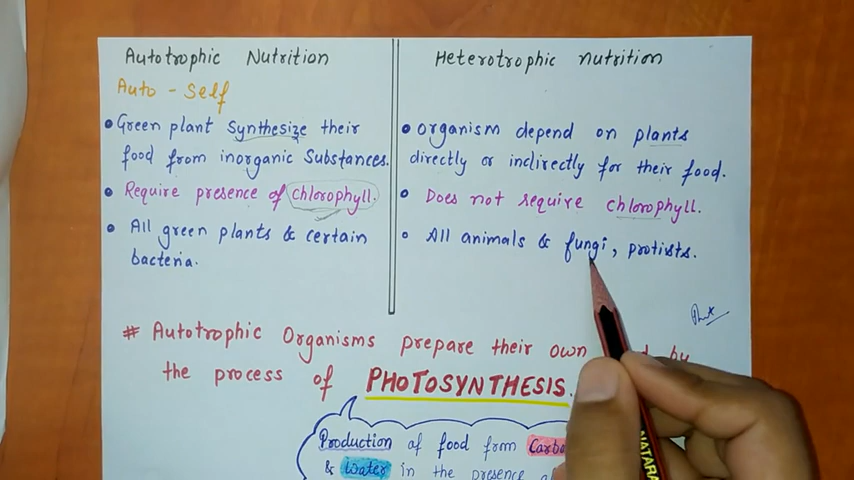 Autotrophic Nutrition
Auto - Self
Green plant synthesize their
food from inorganic substances.
Require presence of chlorophyll.
All green plants & certain
bacteria.
Heterotrophic nutrition
organism depend on plants
directly or indirectly for their food.
Does not require chlorophyll.
All animals & fungi, protists.
# Autotrophic Organisms prepare their own by
the process of PHOTOSYNTHESIS.
Production of food from Carbo
& Water in the presence
NATARA